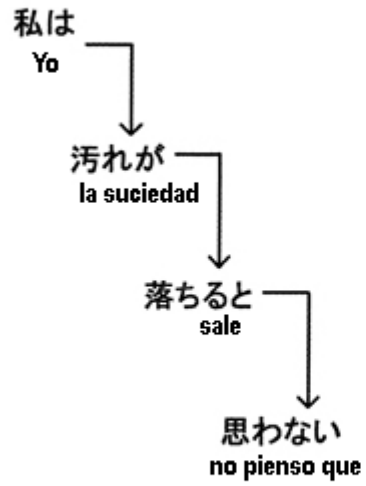 私は
Yo
汚れが
la suciedad
落ちると
sale
思わない
no pienso que